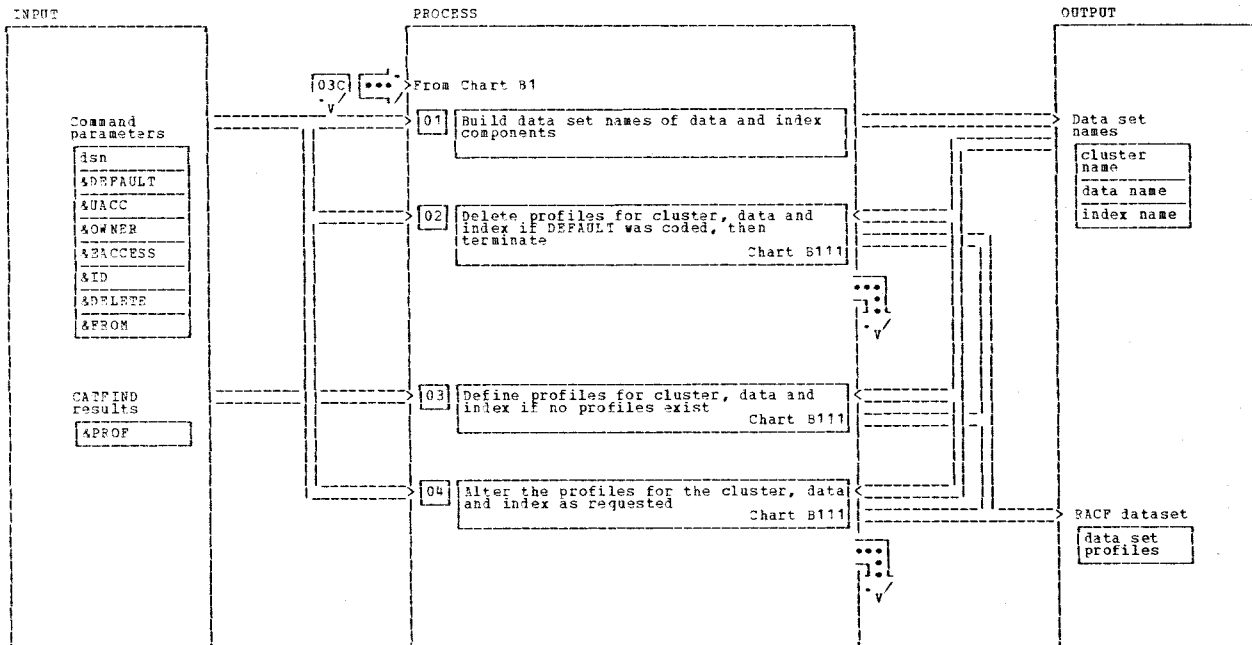 INPUT
PROCESS
OUTPUT
03C
From Chart B1
Command
parameters
dsn
&DEFAULT
&UACC
&OWNER
&EACCESS
&ID
&DELETE
&FROM
CATFIND
results
&PROF
01
Build data set names of data and index
components
02
Delete profiles for cluster, data and
index if DEFAULT was coded, then
terminate
Chart B111
03
Define profiles for cluster, data and
index if no profiles exist
Chart B111
04
Alter the profiles for the cluster, data
and index as requested
Chart B111
Data set
names
cluster
name
data name
index name
RACF dataset
data set
profiles